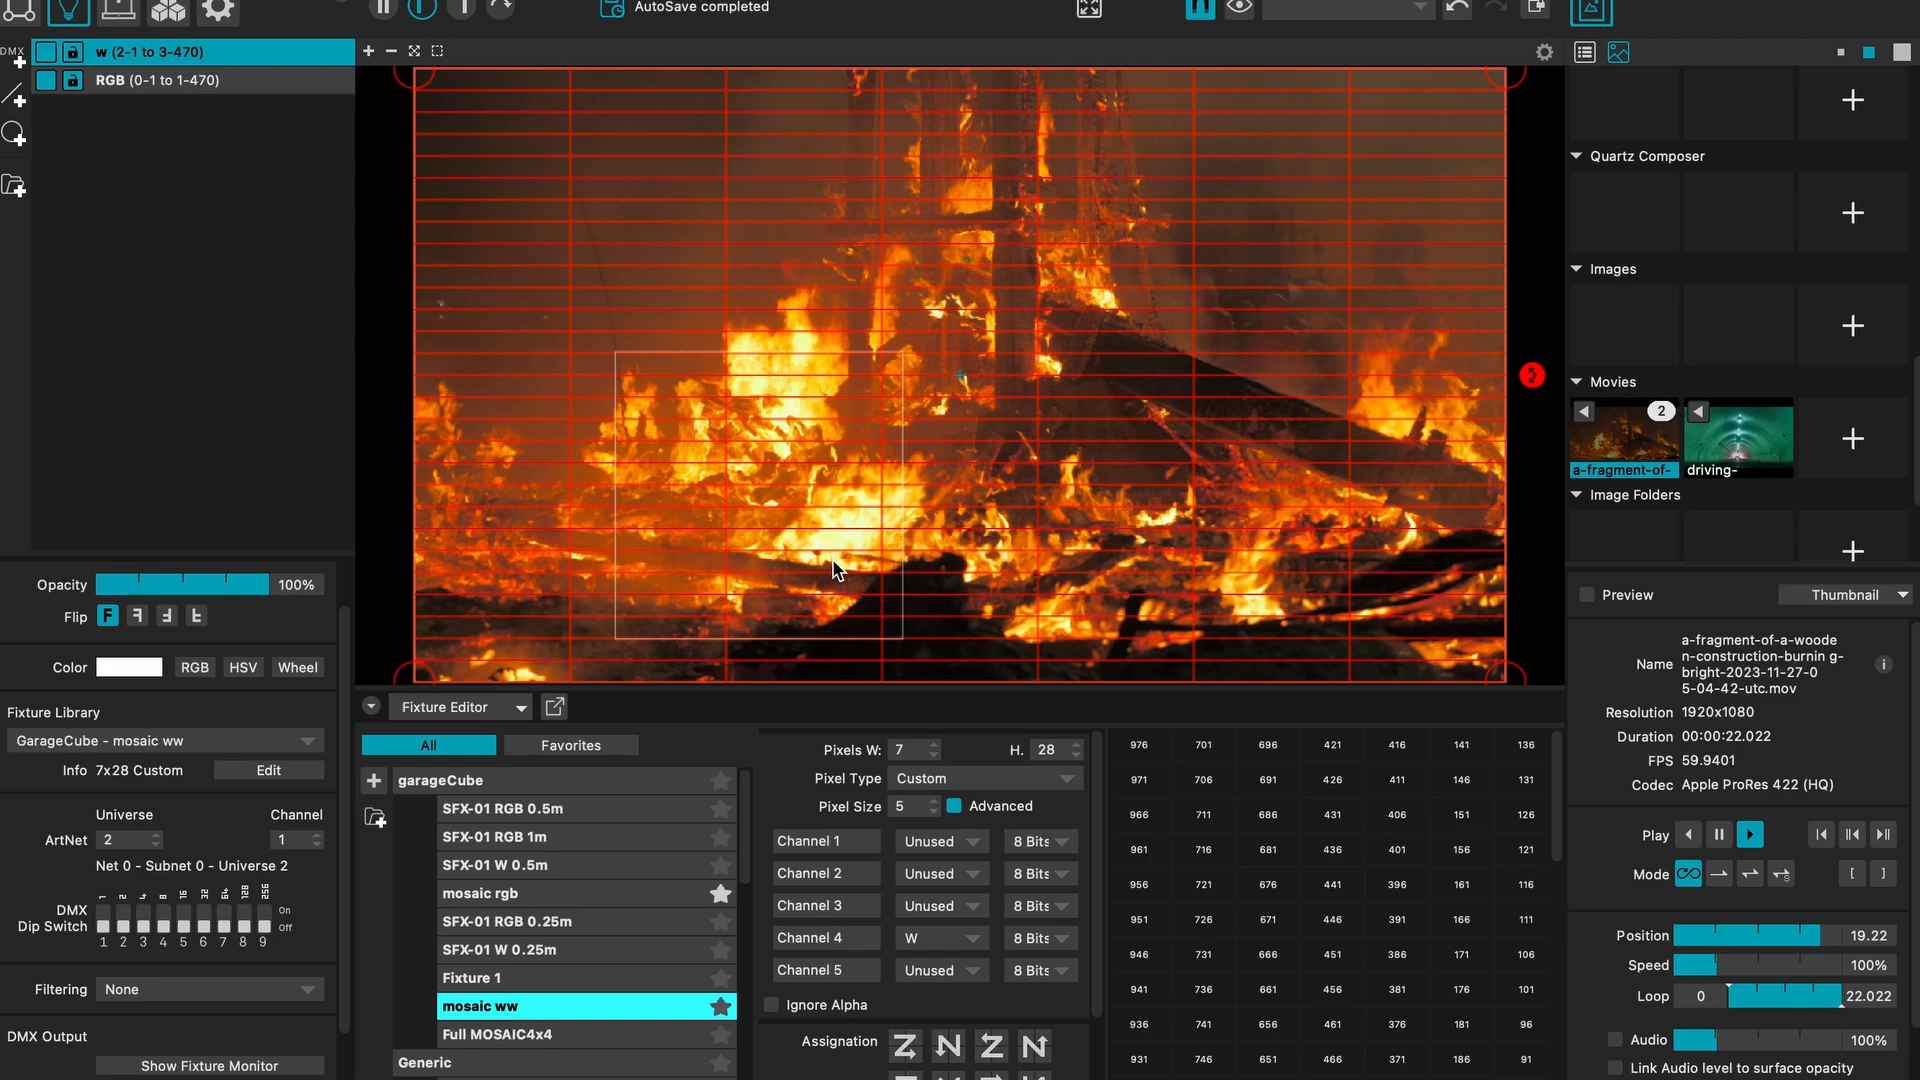 AutoSave completed
DMX
w (2-1 to 3-470)
RGB (0-1 to 1-470)
3
Quartz Composer
Images
Movies
2
a-fragment-of-
driving-
Image Folders
Opacity
100%
Flip
Color
RGB
HSV
Wheel
Fixture Library
GarageCube - mosaic ww
Info 7x28 Custom
Edit
Universe
Channel
ArtNet
2
1
Net 0 - Subnet 0 - Universe 2
1 2 4 8 16 32 64 128 256
DMX
Dip Switch
On
Off
1 2 3 4 5 6 7 8 9
Filtering
None
DMX Output
Show Fixture Monitor
Fixture Editor
All
Favorites
garageCube
SFX-01 RGB 0.5m
SFX-01 RGB 1m
SFX-01 W 0.5m
mosaic rgb
SFX-01 RGB 0.25m
SFX-01 W 0.25m
Fixture 1
mosaic ww
Full MOSAIC4x4
Generic
Pixels W: 7
H. 28
Pixel Type Custom
Pixel Size 5
Advanced
Channel 1 Unused 8 Bits
Channel 2 Unused 8 Bits
Channel 3 Unused 8 Bits
Channel 4 W 8 Bits
Channel 5 Unused 8 Bits
Ignore Alpha
Assignation
976 701 696 421 416 141 136
971 706 691 426 411 146 131
966 711 686 431 406 151 126
961 716 681 436 401 156 121
956 721 676 441 396 161 116
951 726 671 446 391 166 111
946 731 666 451 386 171 106
941 736 661 456 381 176 101
936 741 656 461 376 181 96
931 746 651 466 371 186 91
Preview
Thumbnail
Name
a-fragment-of-a-woode
n-construction-burnin g-
bright-2023-11-27-0
5-04-42-utc.mov
Resolution 1920x1080
Duration 00:00:22.022
FPS 59.9401
Codec Apple ProRes 422 (HQ)
Play
Mode
[ ]
Position 19.22
Speed 100%
Loop 0 22.022
Audio 100%
Link Audio level to surface opacity